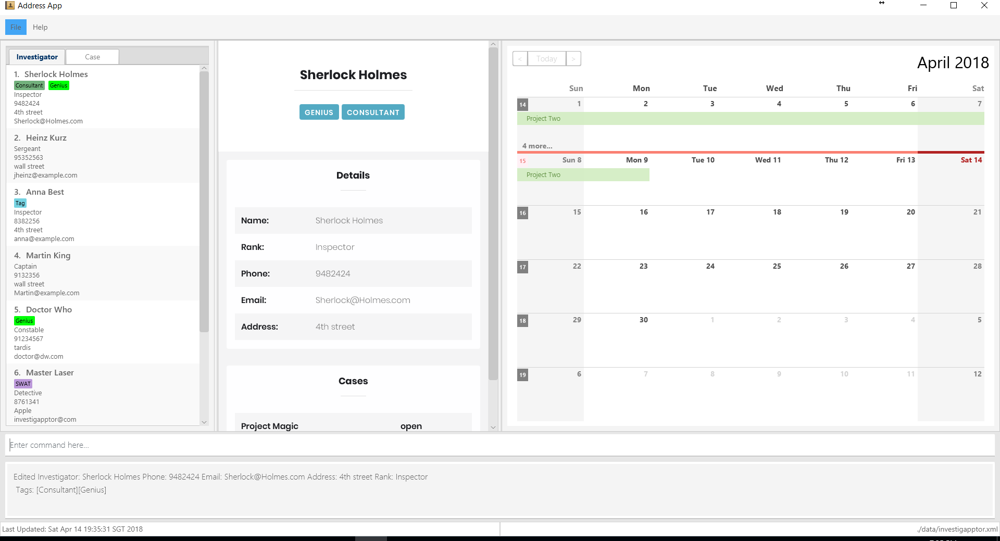 Address App
File Help
Investigator Case
1. Sherlock Holmes
Consultant Genius
Inspector
9482424
4th street
Sherlock@Holmes.com
2. Heinz Kurz
Sergeant
95352563
wall street
jheinz@example.com
3. Anna Best
Tag
Inspector
8382256
4th street
anna@example.com
4. Martin King
Captain
9132356
wall street
Martin@example.com
5. Doctor Who
Genius
Constable
91234567
tardis
doctor@dw.com
6. Master Laser
SWAT
Detective
8761341
Apple
investigapptor@com
Sherlock Holmes
GENIUS CONSULTANT
Details
Name: Sherlock Holmes
Rank: Inspector
Phone: 9482424
Email: Sherlock@Holmes.com
Address: 4th street
Cases
Project Magic open
< Today >
April 2018
Sun Mon Tue Wed Thu Fri Sat
14 1 2 3 4 5 6 7
Project Two
4 more...
15 Sun 8 Mon 9 Tue 10 Wed 11 Thu 12 Fri 13 Sat 14
Project Two
16 15 16 17 18 19 20 21
17 22 23 24 25 26 27 28
18 29 30 1 2 3 4 5
19 6 7 8 9 10 11 12
Enter command here...
Edited Investigator: Sherlock Holmes Phone: 9482424 Email: Sherlock@Holmes.com Address: 4th street Rank: Inspector
Tags: [Consultant][Genius]
Last Updated: Sat Apr 14 19:35:31 SGT 2018
./data/investigapptor.xml